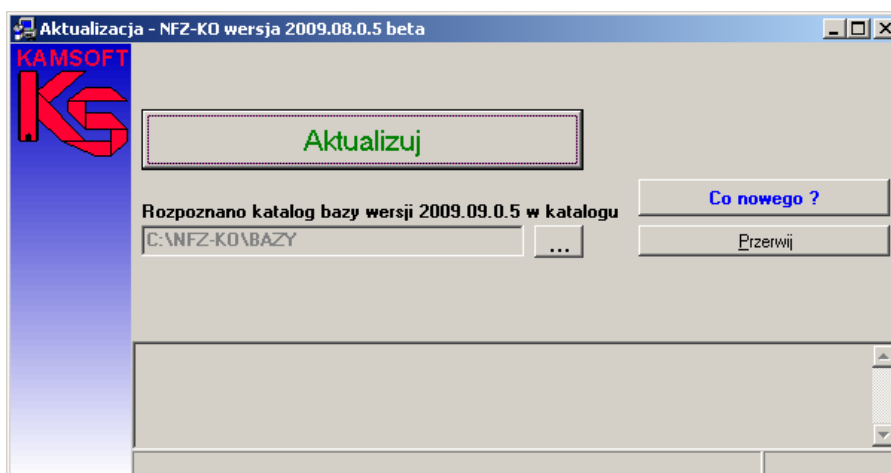 Aktualizacja - NFZ-KO wersja 2009.08.0.5 beta
KAMSOFT
KS
Aktualizuj
Rozpoznano katalog bazy wersji 2009.09.0.5 w katalogu
C:\NFZ-KO\BAZY
...
Co nowego ?
Przerwij